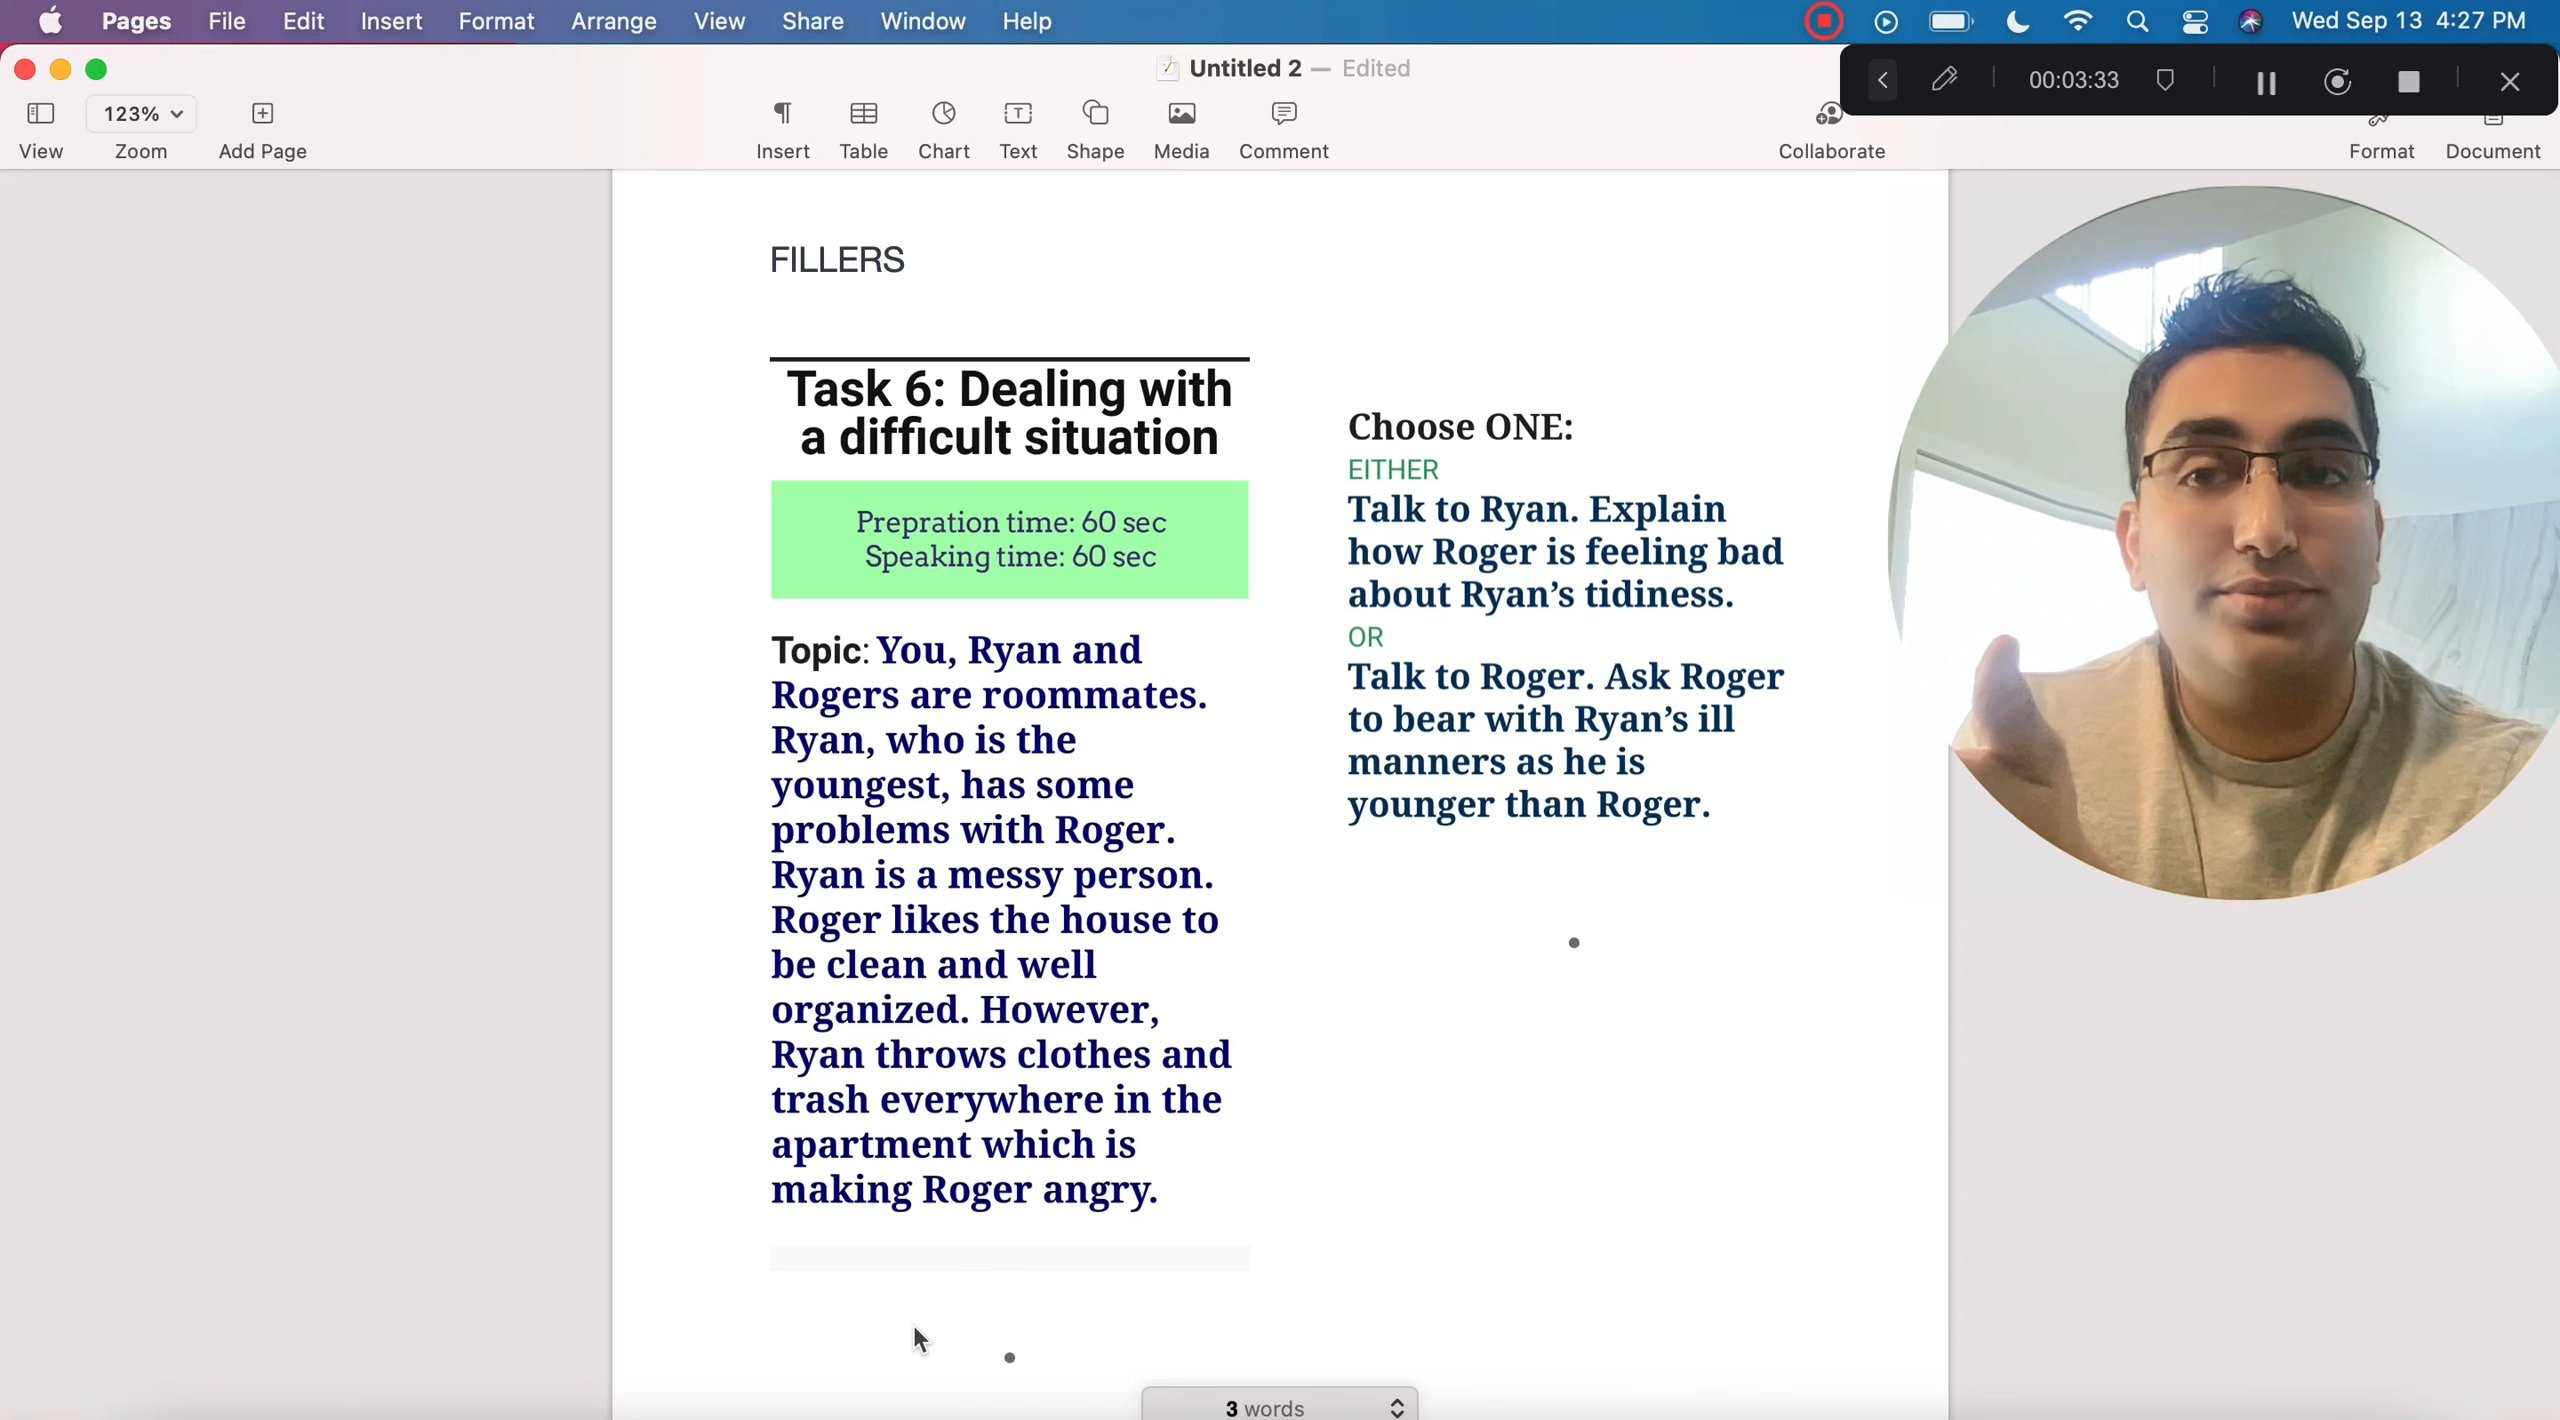 Pages File Edit Insert Format Arrange View Share Window Help
Wed Sep 13 4:27 PM
Untitled 2 — Edited
00:03:33
123%
View Zoom Add Page
Insert Table Chart Text Shape Media Comment
Collaborate
Format Document
FILLERS
Task 6: Dealing with
a difficult situation
Prepration time: 60 sec
Speaking time: 60 sec
Topic: You, Ryan and
Rogers are roommates.
Ryan, who is the
youngest, has some
problems with Roger.
Ryan is a messy person.
Roger likes the house to
be clean and well
organized. However,
Ryan throws clothes and
trash everywhere in the
apartment which is
making Roger angry.
Choose ONE:
EITHER
Talk to Ryan. Explain
how Roger is feeling bad
about Ryan’s tidiness.
OR
Talk to Roger. Ask Roger
to bear with Ryan’s ill
manners as he is
younger than Roger.
3 words